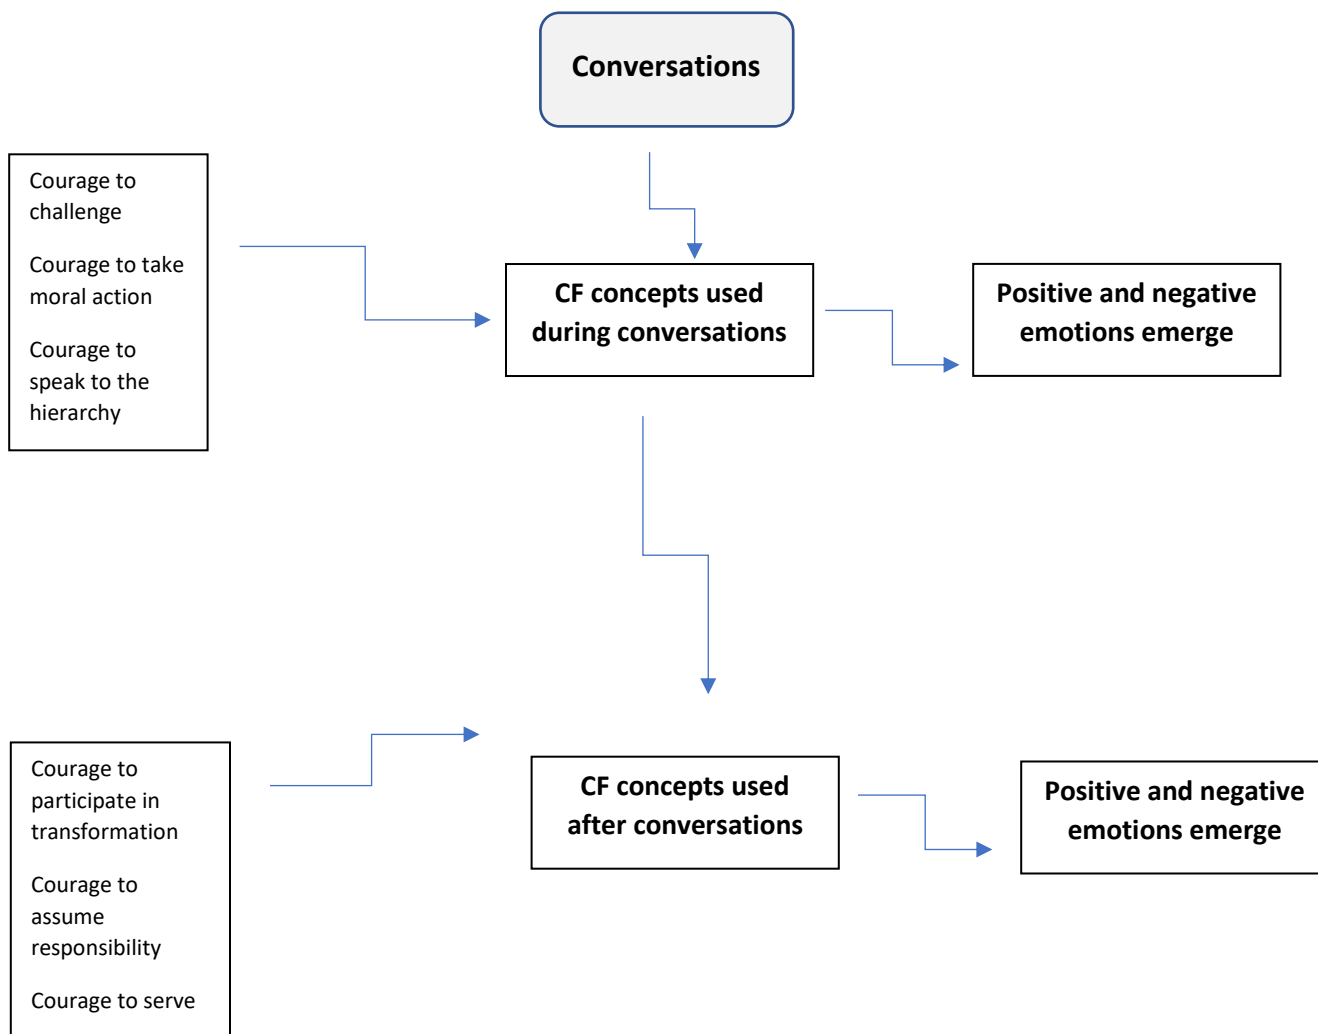 Conversations
Courage to
challenge
Courage to take
moral action
Courage to
speak to the
hierarchy
CF concepts used
during conversations
Positive and negative
emotions emerge
Courage to
participate in
transformation
Courage to
assume
responsibility
Courage to serve
CF concepts used
after conversations
Positive and negative
emotions emerge